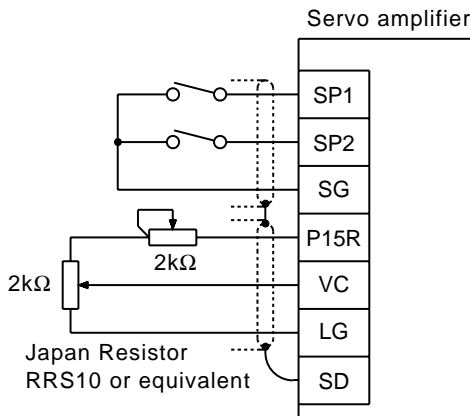 Servo amplifier
SP1
SP2
SG
P15R
2kΩ
2kΩ
VC
LG
Japan Resistor
RRS10 or equivalent
SD